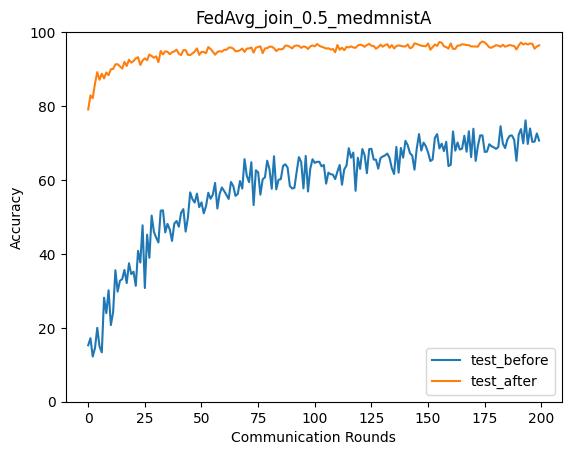 FedAvg_join_0.5_medmnistA
Accuracy
100
80
60
40
20
0
0 25 50 75 100 125 150 175 200
Communication Rounds
test_before
test_after